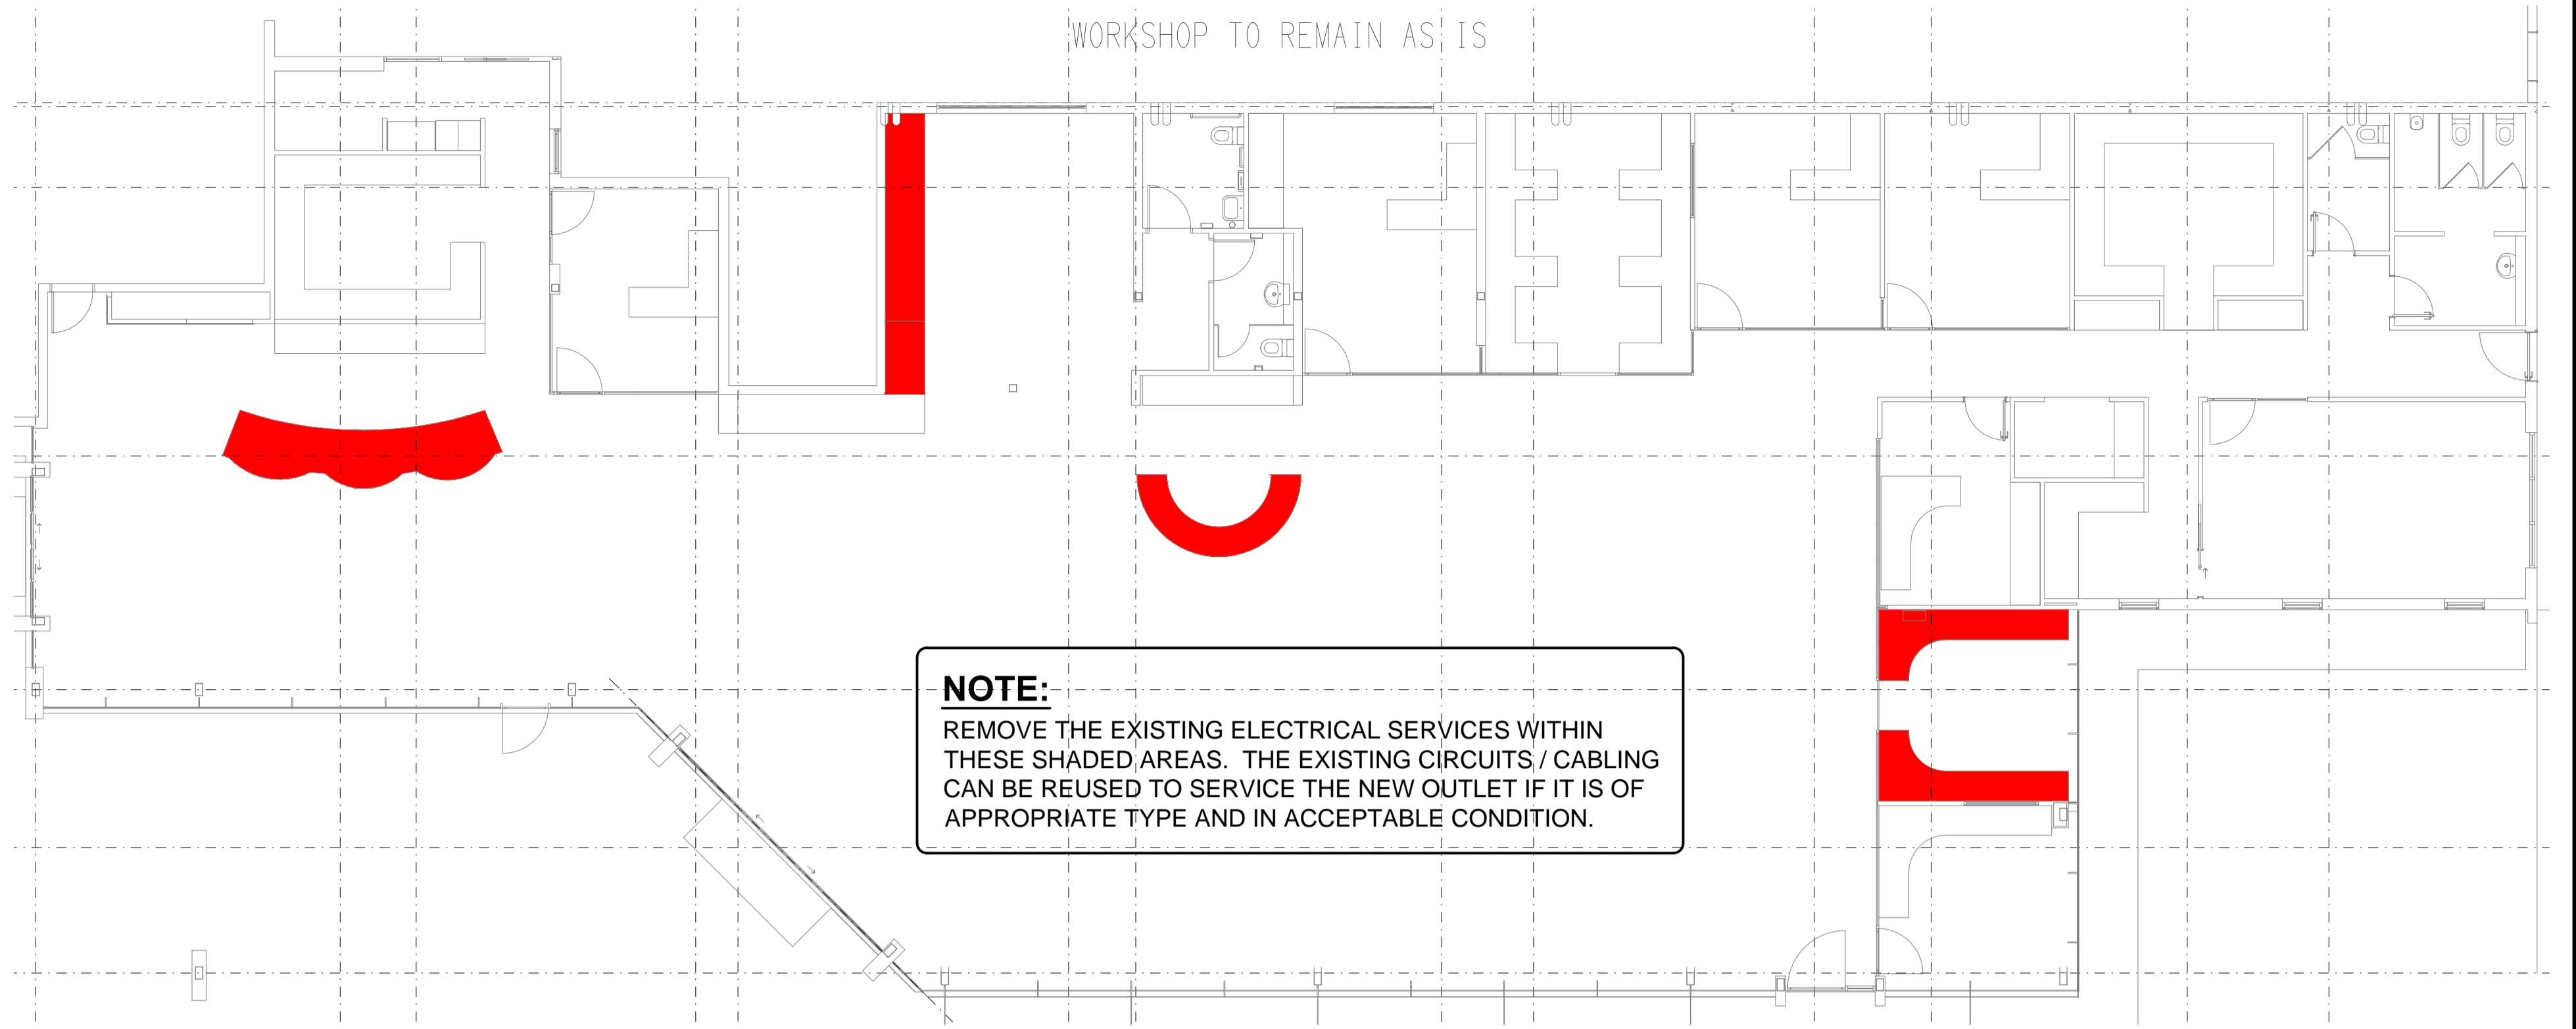 WORKSHOP TO REMAIN AS IS
NOTE:
REMOVE THE EXISTING ELECTRICAL SERVICES WITHIN
THESE SHADED AREAS. THE EXISTING CIRCUITS / CABLING
CAN BE REUSED TO SERVICE THE NEW OUTLET IF IT IS OF
APPROPRIATE TYPE AND IN ACCEPTABLE CONDITION.